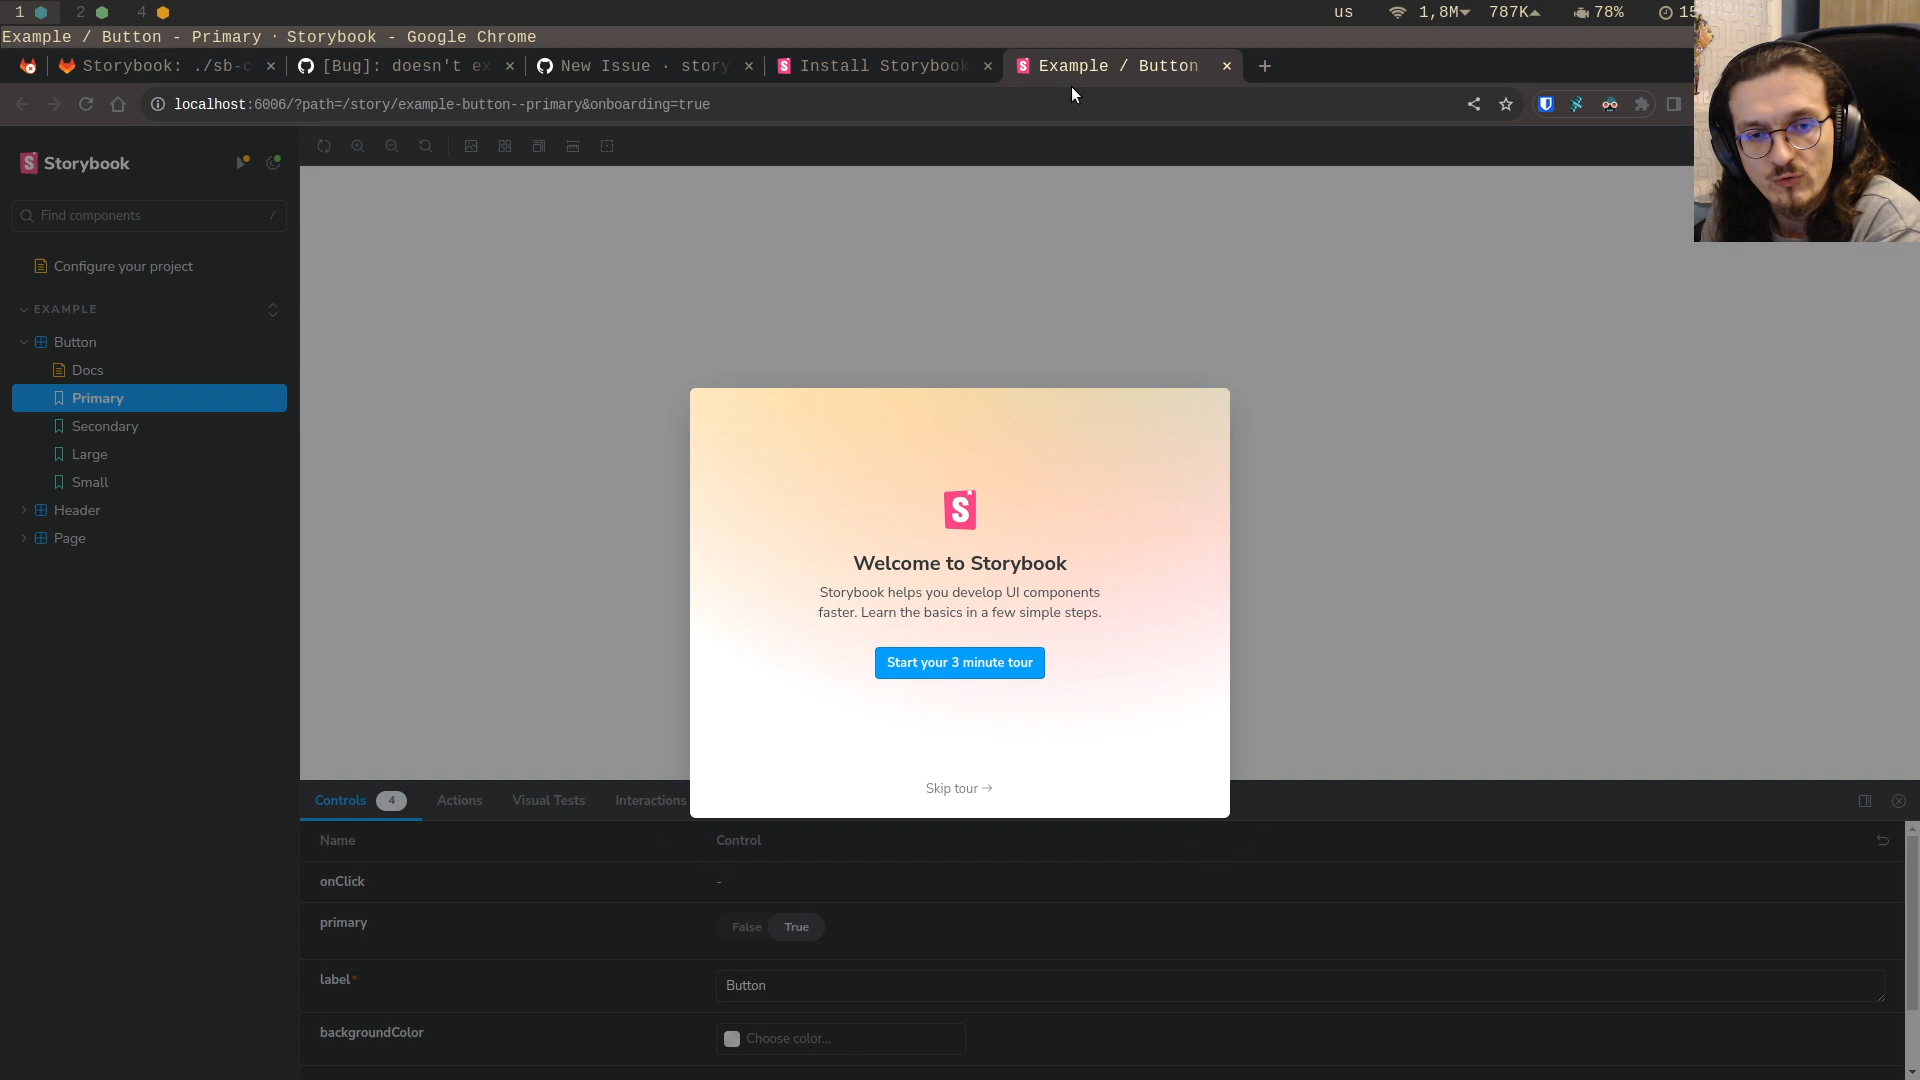 1 2 4 us 1,8M 787K 78% 15
Example / Button - Primary · Storybook - Google Chrome
Storybook: ./sb-c × [Bug]: doesn't ex × New Issue · story × Install Storybook × Example / Button × +
localhost:6006/?path=/story/example-button--primary&onboarding=true
Storybook
Find components /
Configure your project
EXAMPLE
Button
Docs
Primary
Secondary
Large
Small
Header
Page
S
Welcome to Storybook
Storybook helps you develop UI components
faster. Learn the basics in a few simple steps.
Start your 3 minute tour
Skip tour →
Controls 4 Actions Visual Tests Interactions
Name Control
onClick -
primary False True
label* Button
backgroundColor Choose color...